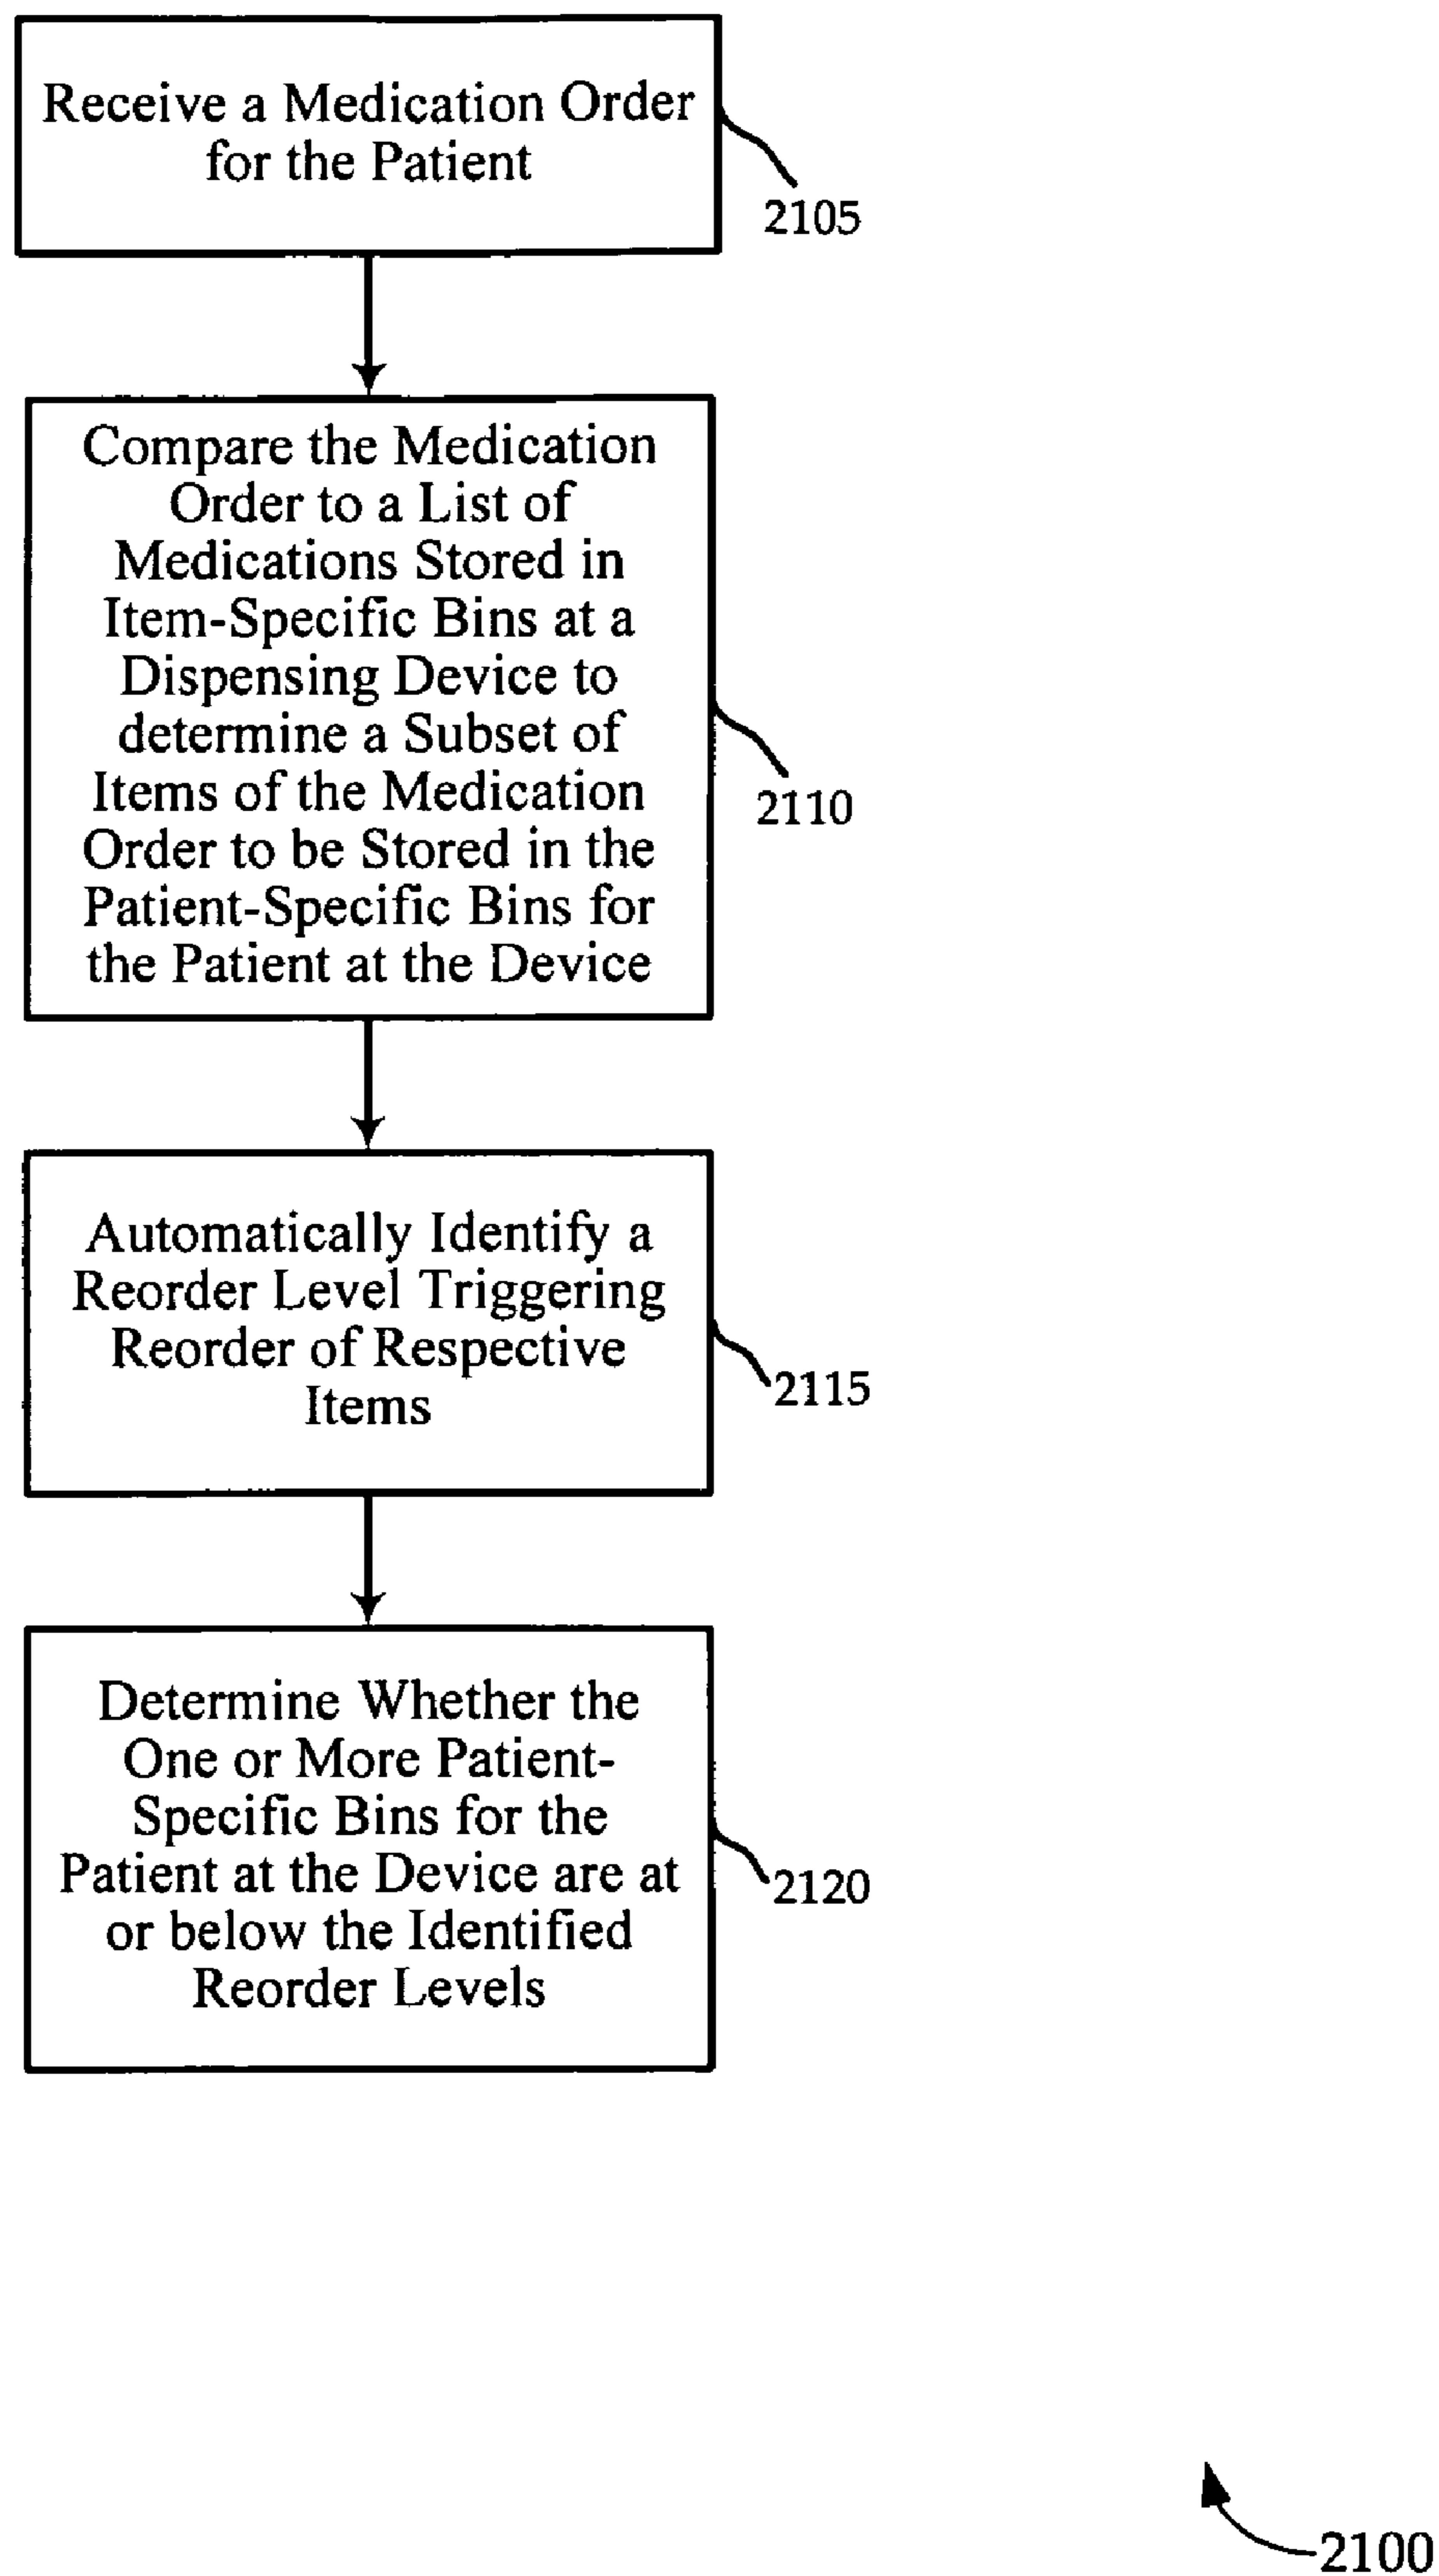 Receive a Medication Order
for the Patient
2105
Compare the Medication
Order to a List of
Medications Stored in
Item-Specific Bins at a
Dispensing Device to
determine a Subset of
Items of the Medication
Order to be Stored in the
Patient-Specific Bins for
the Patient at the Device
2110
Automatically Identify a
Reorder Level Triggering
Reorder of Respective
Items
2115
Determine Whether the
One or More Patient-
Specific Bins for the
Patient at the Device are at
or below the Identified
Reorder Levels
2120
2100